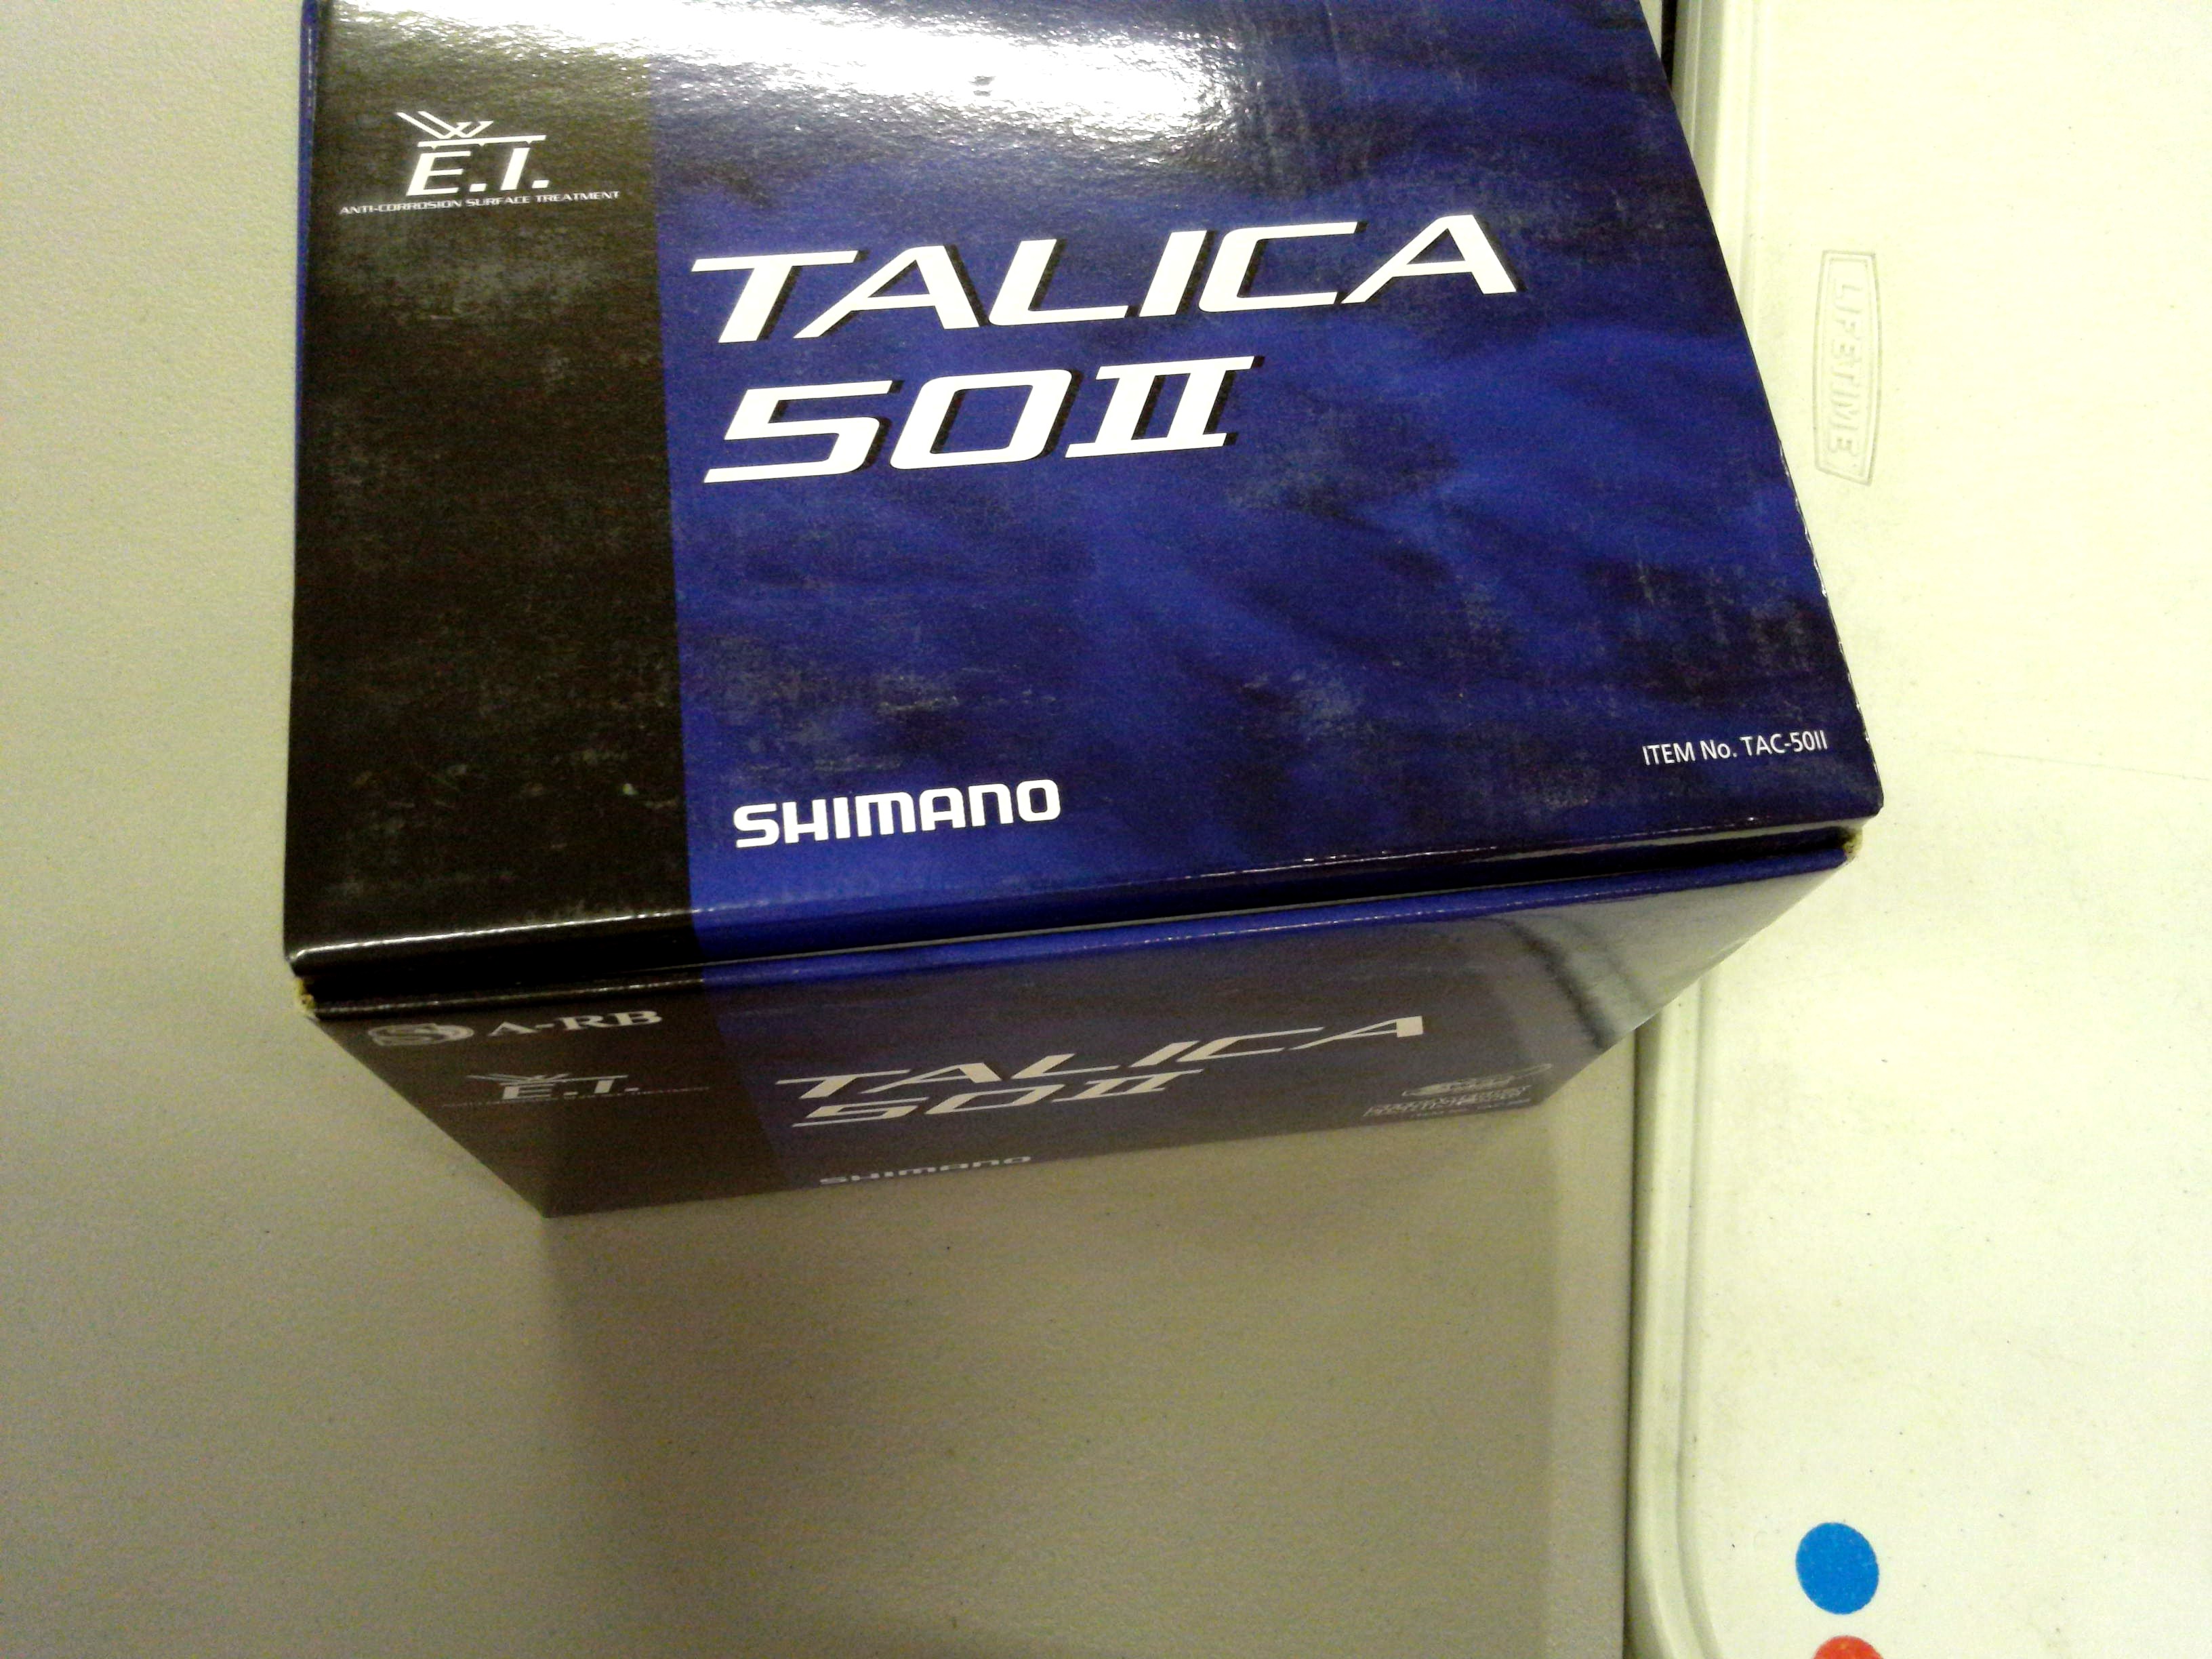 E.T.
ANTI-CORROSION SURFACE TREATMENT
TALICA
50II
SHIMANO
ITEM No. TAC-50II
LIFETIME
A-RB
E.T.
TALICA
50II
SHIMANO